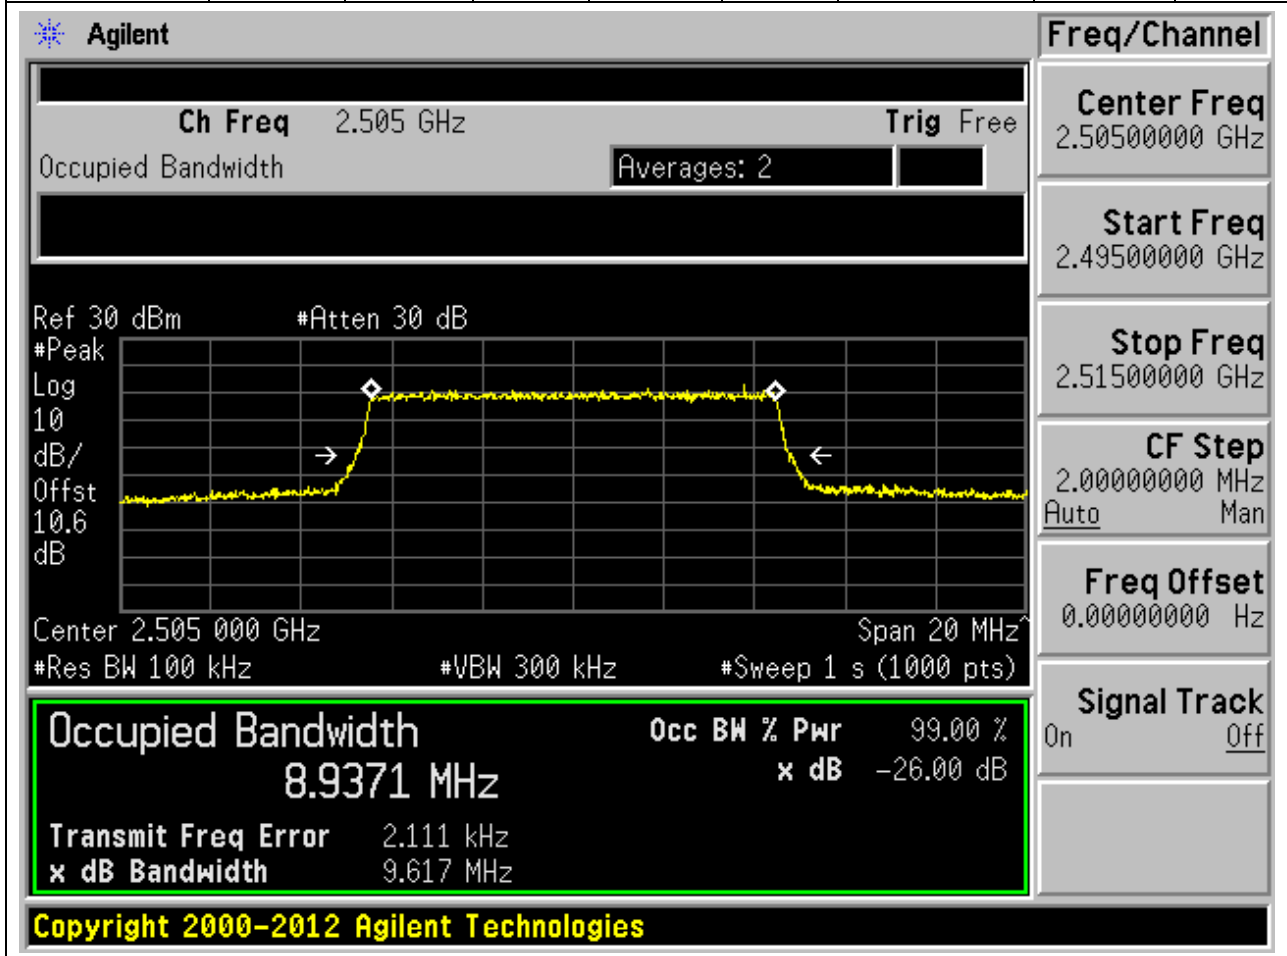 Agilent
Freq/Channel
Ch Freq 2.505 GHz Trig Free
Occupied Bandwidth Averages: 2
Ref 30 dBm #Atten 30 dB
#Peak
Log
10
dB/
Offst
10.6
dB
Center 2.505 000 GHz Span 20 MHz^
#Res BW 100 kHz #VBW 300 kHz #Sweep 1 s (1000 pts)
Occupied Bandwidth Occ BW % Pwr 99.00 %
8.9371 MHz x dB -26.00 dB
Transmit Freq Error 2.111 kHz
x dB Bandwidth 9.617 MHz
Copyright 2000-2012 Agilent Technologies
Center Freq
2.50500000 GHz
Start Freq
2.49500000 GHz
Stop Freq
2.51500000 GHz
CF Step
2.00000000 MHz
Auto Man
Freq Offset
0.00000000 Hz
Signal Track
On Off